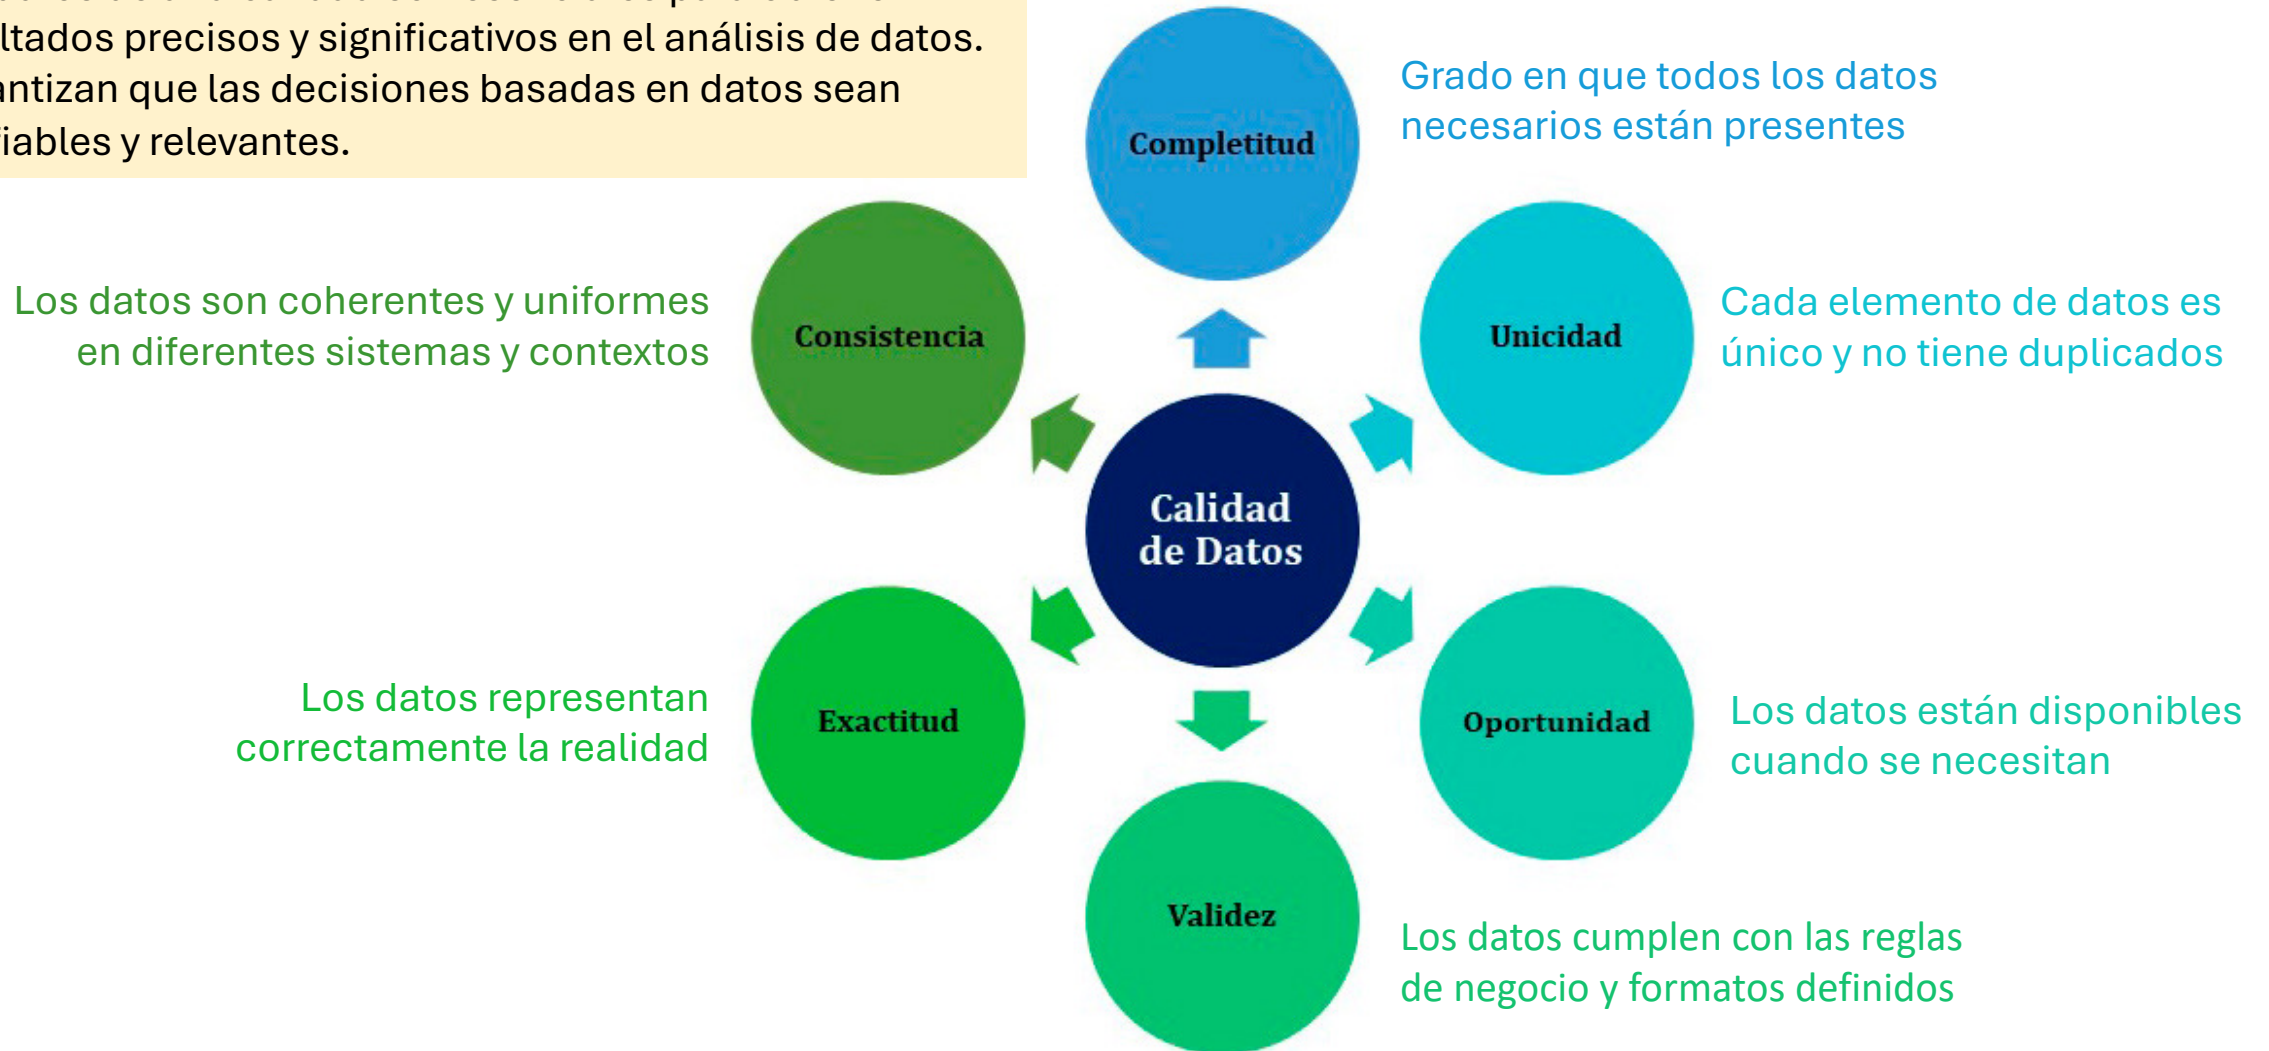 ltados precisos y significativos en el análisis de datos.
antizan que las decisiones basadas en datos sean
fiables y relevantes.
Completitud
Grado en que todos los datos
necesarios están presentes
Consistencia
Los datos son coherentes y uniformes
en diferentes sistemas y contextos
Unicidad
Cada elemento de datos es
único y no tiene duplicados
Calidad
de Datos
Exactitud
Los datos representan
correctamente la realidad
Oportunidad
Los datos están disponibles
cuando se necesitan
Validez
Los datos cumplen con las reglas
de negocio y formatos definidos